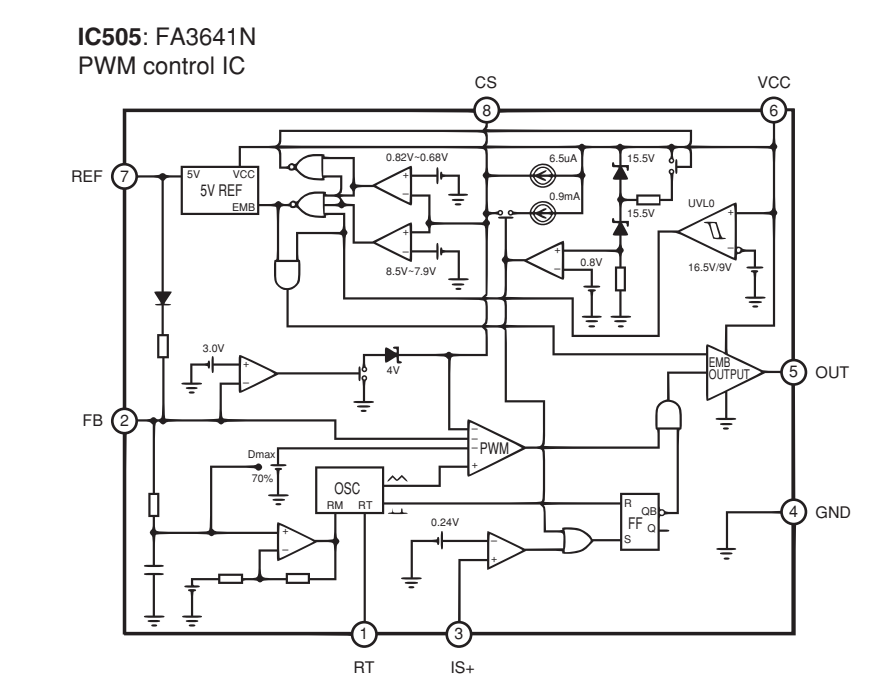 IC505: FA3641N
PWM control IC
CS
VCC
8
6
REF
7
5V
VCC
5V REF
EMB
0.82V~0.68V
+
−
6.5uA
15.5V
0.9mA
15.5V
UVL0
+
−
16.5V/9V
+
−
8.5V~7.9V
+
−
0.8V
3.0V
+
−
4V
EMB
OUTPUT
5
OUT
FB
2
−
−
−
+
PWM
Dmax
70%
OSC
RM
RT
R
QB
FF
Q
S
4
GND
0.24V
−
+
+
−
1
3
RT
IS+